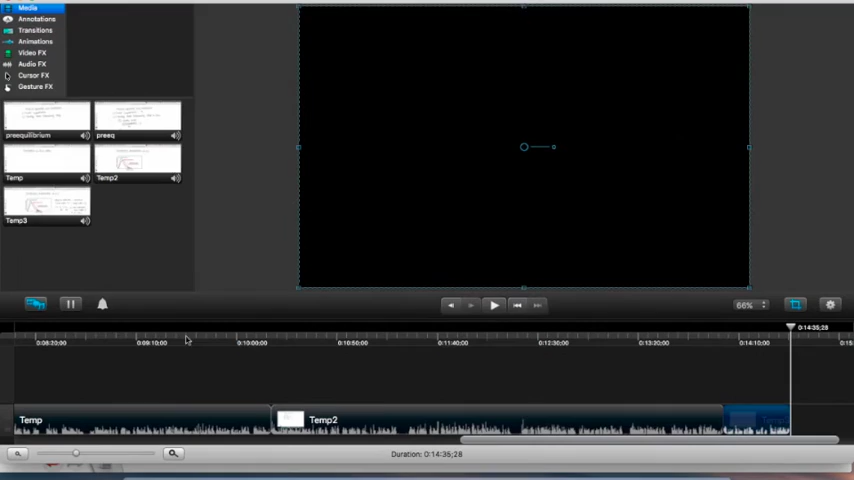 Media
Annotations
Transitions
Animations
Video FX
Audio FX
Cursor FX
Gesture FX
preequilibrium
preeq
Temp
Temp2
Temp3
66%
0:14:35;28
0:08:20;00
0:09:10;00
0:10:00;00
0:10:50;00
0:11:40;00
0:12:30;00
0:13:20;00
0:14:10;00
0:15
Temp
Temp2
Duration: 0:14:35;28